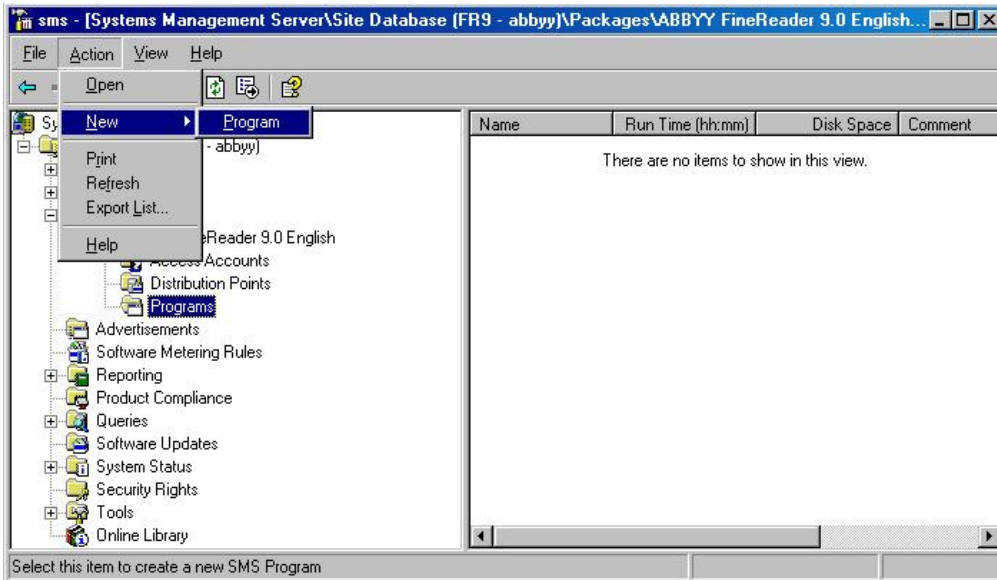 sms - [Systems Management Server\Site Database (FR9 - abbyy)\Packages\ABBYY FineReader 9.0 English...
File Action View Help
Open
New Program
Print
Refresh
Export List...
Help
Sy
- abbyy)
eReader 9.0 English
Access Accounts
Distribution Points
Programs
Advertisements
Software Metering Rules
Reporting
Product Compliance
Queries
Software Updates
System Status
Security Rights
Tools
Online Library
Name Run Time (hh:mm) Disk Space Comment
There are no items to show in this view.
Select this item to create a new SMS Program